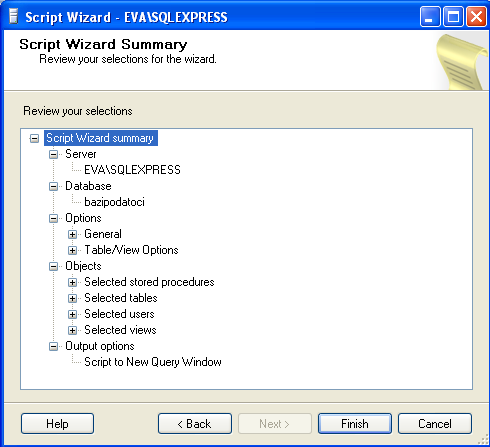 Script Wizard - EVA\SQLEXPRESS
Script Wizard Summary
Review your selections for the wizard.
Review your selections
Script Wizard summary
Server
EVA\SQLEXPRESS
Database
bazipodatoci
Options
General
Table/View Options
Objects
Selected stored procedures
Selected tables
Selected users
Selected views
Output options
Script to New Query Window
Help
< Back
Next >
Finish
Cancel